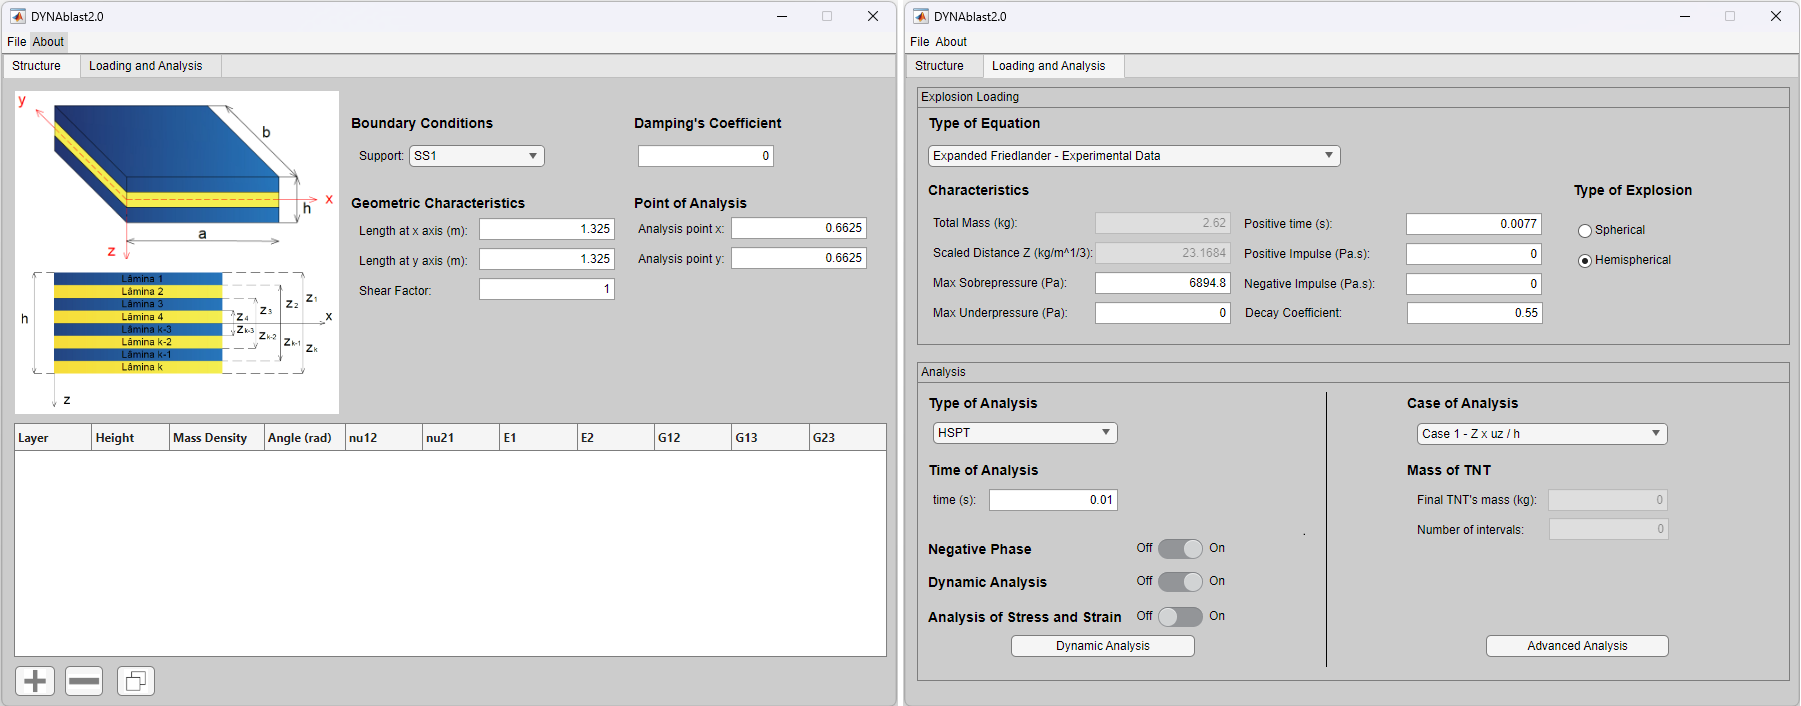 DYNAblast2.0
File About
Structure Loading and Analysis
y
b
x
h
a
z
Lâmina 1
Lâmina 2
Lâmina 3
Lâmina 4
Lâmina k-3
Lâmina k-2
Lâmina k-1
Lâmina k
h
z1
z2
z3
z4
x
zk-3
zk-2
zk-1
zk
z
Boundary Conditions
Support: SS1
Damping's Coefficient
0
Geometric Characteristics
Length at x axis (m): 1.325
Length at y axis (m): 1.325
Shear Factor: 1
Point of Analysis
Analysis point x: 0.6625
Analysis point y: 0.6625
Layer Height Mass Density Angle (rad) nu12 nu21 E1 E2 G12 G13 G23
DYNAblast2.0
File About
Structure Loading and Analysis
Explosion Loading
Type of Equation
Expanded Friedlander - Experimental Data
Characteristics
Total Mass (kg): 2.62
Scaled Distance Z (kg/m^1/3): 23.1684
Max Sobrepressure (Pa): 6894.8
Max Underpressure (Pa): 0
Positive time (s): 0.0077
Positive Impulse (Pa.s): 0
Negative Impulse (Pa.s): 0
Decay Coefficient: 0.55
Type of Explosion
Spherical
Hemispherical
Analysis
Type of Analysis
HSPT
Time of Analysis
time (s): 0.01
Negative Phase Off On
Dynamic Analysis Off On
Analysis of Stress and Strain Off On
Dynamic Analysis
Case of Analysis
Case 1 - Z x uz / h
Mass of TNT
Final TNT's mass (kg): 0
Number of intervals: 0
Advanced Analysis